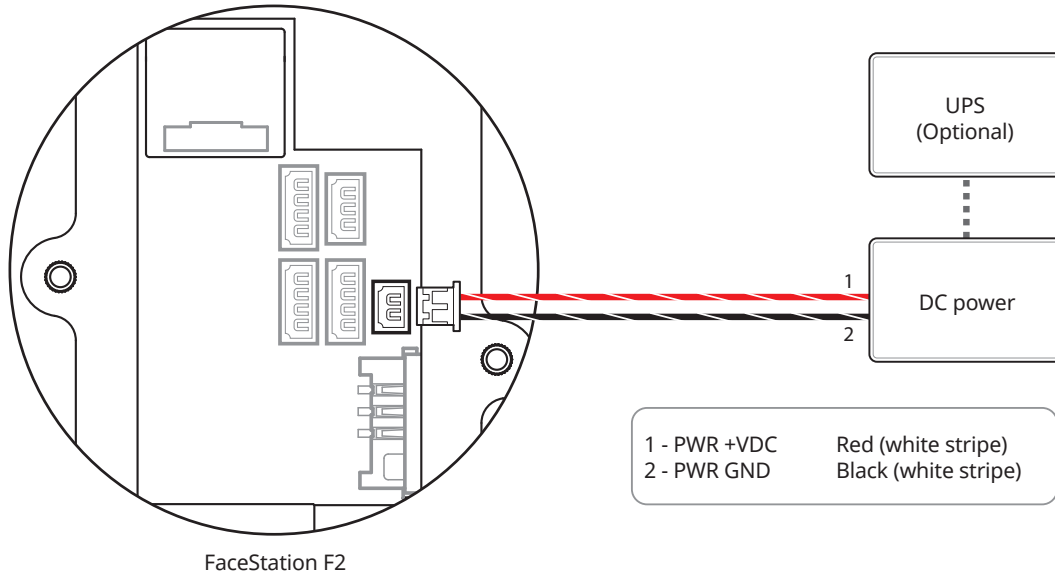 UPS
(Optional)
1
DC power
2
1 - PWR +VDC Red (white stripe)
2 - PWR GND Black (white stripe)
FaceStation F2